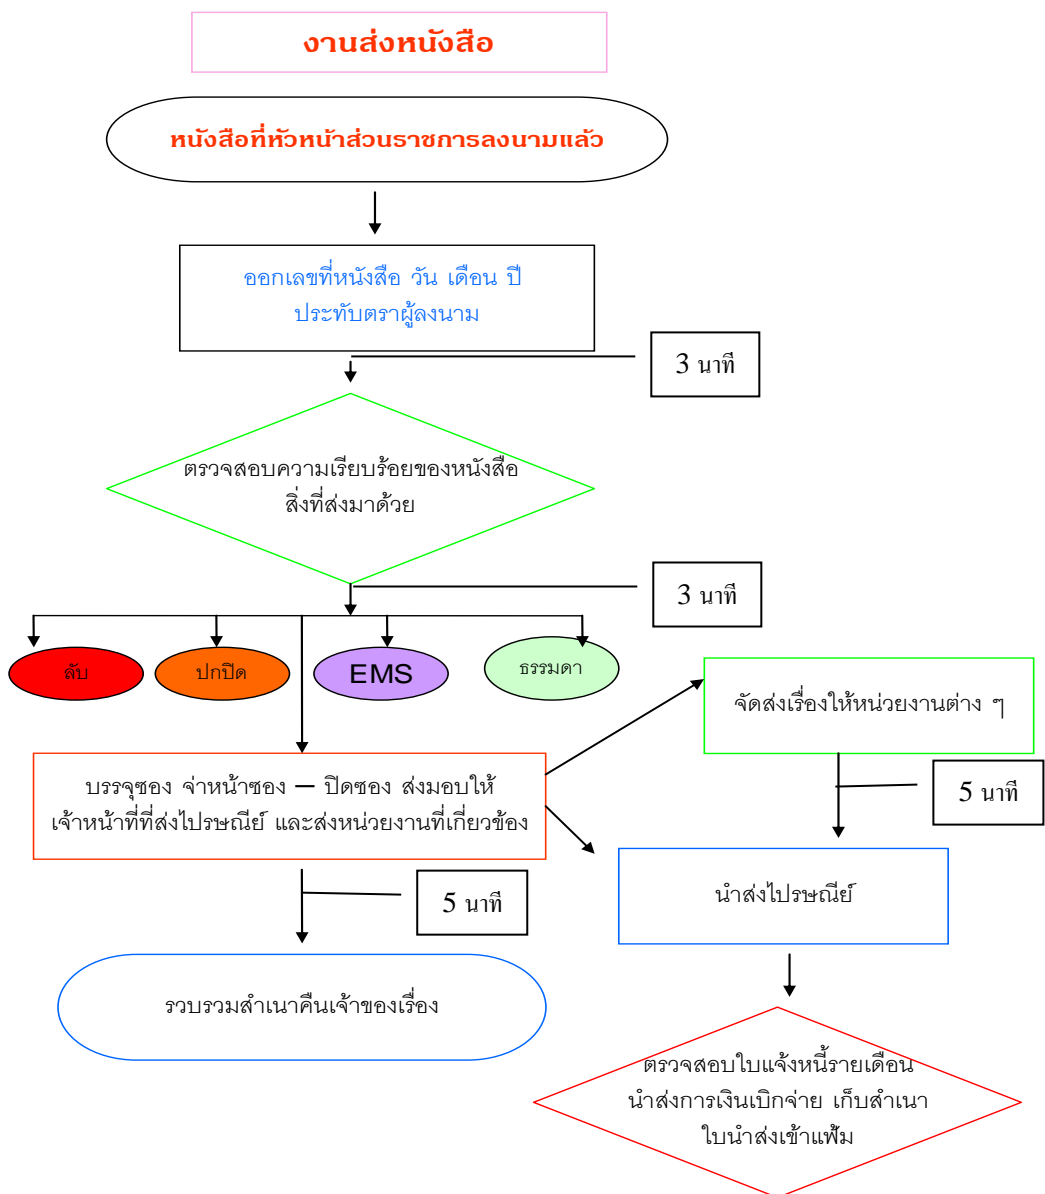 งานส่งหนังสือ
หนังสือที่หัวหน้าส่วนราชการลงนามแล้ว
ออกเลขที่หนังสือ วัน เดือน ปี
ประทับตราผู้ลงนาม
3 นาที
ตรวจสอบความเรียบร้อยของหนังสือ
สิ่งที่ส่งมาด้วย
3 นาที
ลับ
ปกปิด
EMS
ธรรมดา
จัดส่งเรื่องให้หน่วยงานต่าง ๆ
บรรจุซอง จ่าหน้าซอง – ปิดซอง ส่งมอบให้
เจ้าหน้าที่ที่ส่งไปรษณีย์ และส่งหน่วยงานที่เกี่ยวข้อง
5 นาที
นำส่งไปรษณีย์
5 นาที
รวบรวมสำเนาคืนเจ้าของเรื่อง
ตรวจสอบใบแจ้งหนี้รายเดือน
นำส่งการเงินเบิกจ่าย เก็บสำเนา
ใบนำส่งเข้าแฟ้ม